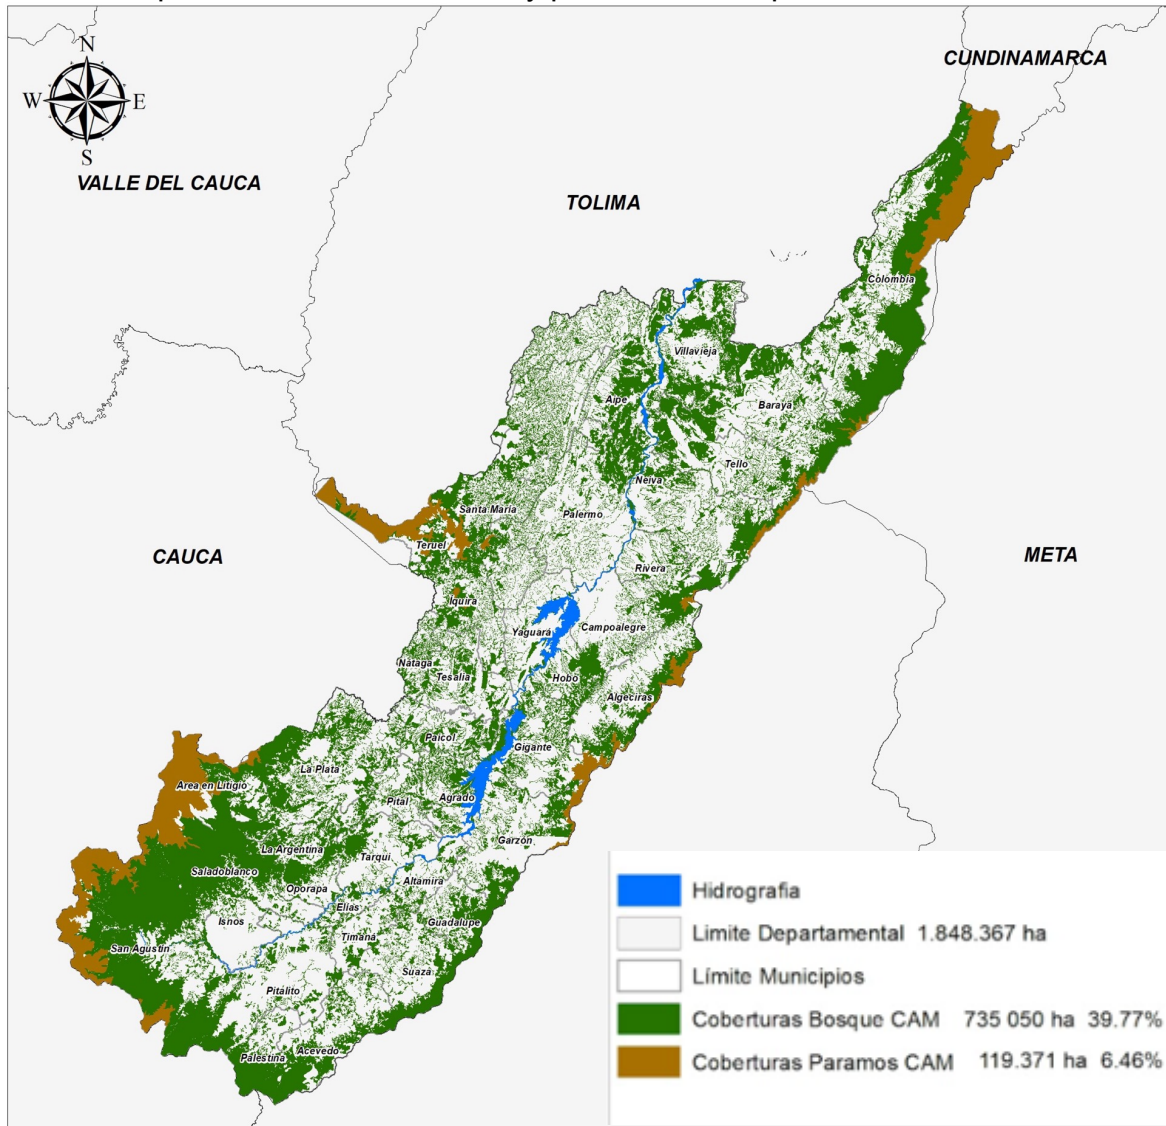 CUNDINAMARCA
N
W E
S
VALLE DEL CAUCA
TOLIMA
Colombia
Villavieja
Aipe
Baraya
Tello
Neiva
Santa María
Palermo
Teruel
CAUCA
META
Rivera
Iquira
Yaguará
Campoalegre
Nátaga
Tesalia
Hobo
Algeciras
Paicol
Gigante
La Plata
Area en Litigio
Pital
Agrado
Garzón
La Argentina
Tarqui
Saladoblanco
Altamira
Oporapa
Elías
Isnos
Guadalupe
Timaná
San Agustín
Suazá
Pitalito
Acevedo
Palestina
Hidrografia
Limite Departamental 1.848.367 ha
Límite Municipios
Coberturas Bosque CAM 735 050 ha 39.77%
Coberturas Paramos CAM 119.371 ha 6.46%